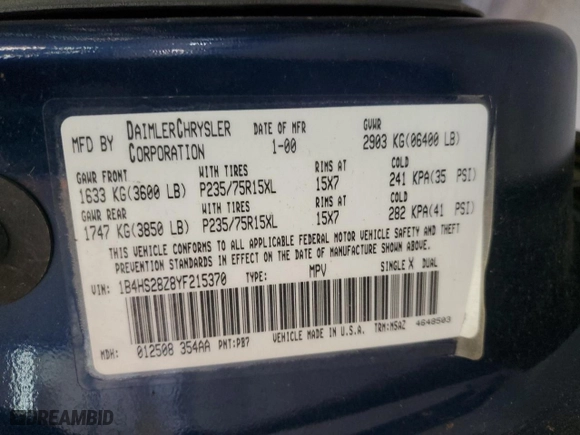 MFD BY DAIMLERCHRYSLER CORPORATION DATE OF MFR 1-00 GVWR 2903 KG(06400 LB)
GAWR FRONT WITH TIRES RIMS AT COLD
1633 KG(3600 LB) P235/75R15XL 15X7 241 KPA(35 PSI)
GAWR REAR WITH TIRES RIMS AT COLD
1747 KG(3850 LB) P235/75R15XL 15X7 282 KPA(41 PSI)
THIS VEHICLE CONFORMS TO ALL APPLICABLE FEDERAL MOTOR VEHICLE SAFETY AND THEFT
PREVENTION STANDARDS IN EFFECT ON THE DATE OF MANUFACTURE SHOWN ABOVE.
VIN: 1B4HS28Z8YF215370 TYPE: MPV SINGLE X DUAL
MDH: 012508 354AA PNT:PB7 VEHICLE MADE IN U.S.A. TRM:M5AZ 4648503
DREAMBID